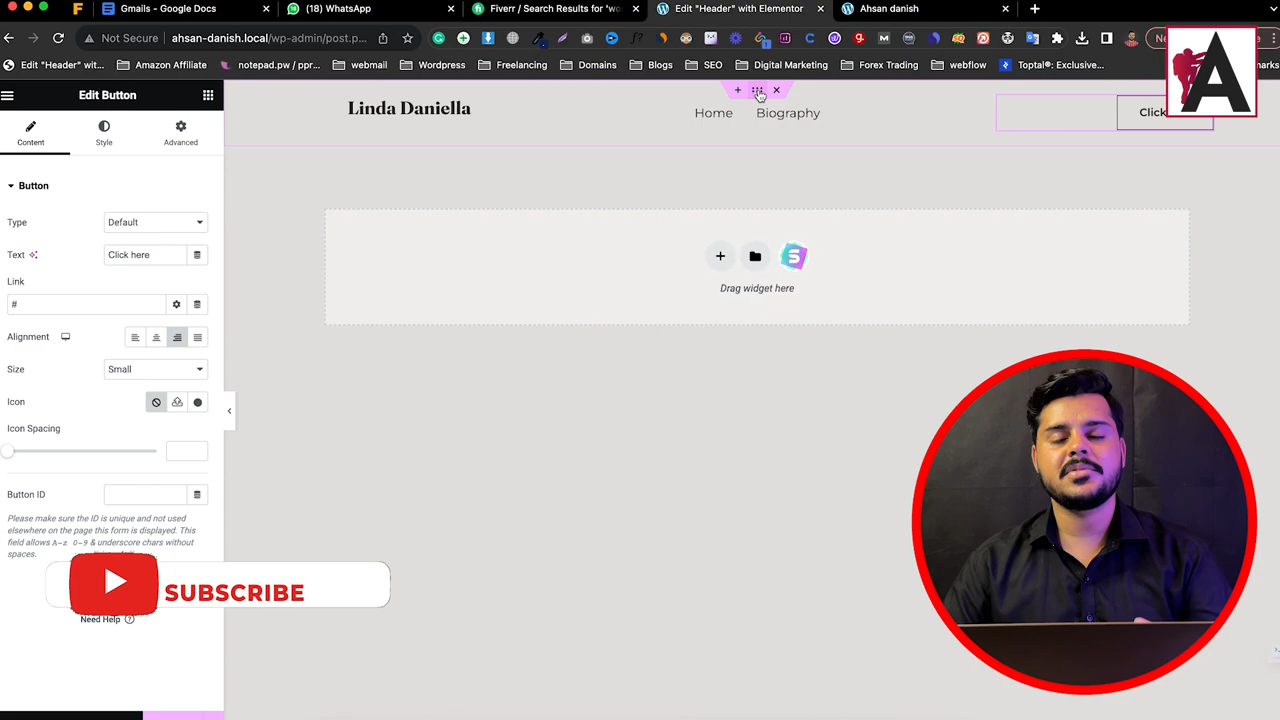 Gmails - Google Docs
(18) WhatsApp
Fiverr / Search Results for 'wo
Edit "Header" with Elementor
Ahsan danish
Not Secure
ahsan-danish.local/wp-admin/post.p...
Edit "Header" wit...
Amazon Affiliate
notepad.pw / ppr...
webmail
Wordpress
Freelancing
Domains
Blogs
SEO
Digital Marketing
Forex Trading
webflow
Toptal®: Exclusive...
A
Edit Button
Linda Daniella
Home
Biography
Click
Content
Style
Advanced
Button
Type
Default
Text
Click here
Link
#
Alignment
Size
Small
Icon
Icon Spacing
Button ID
Please make sure the ID is unique and not used
elsewhere on the page this form is displayed. This
field allows A-z 0-9 & underscore chars without
spaces.
Drag widget here
SUBSCRIBE
Need Help